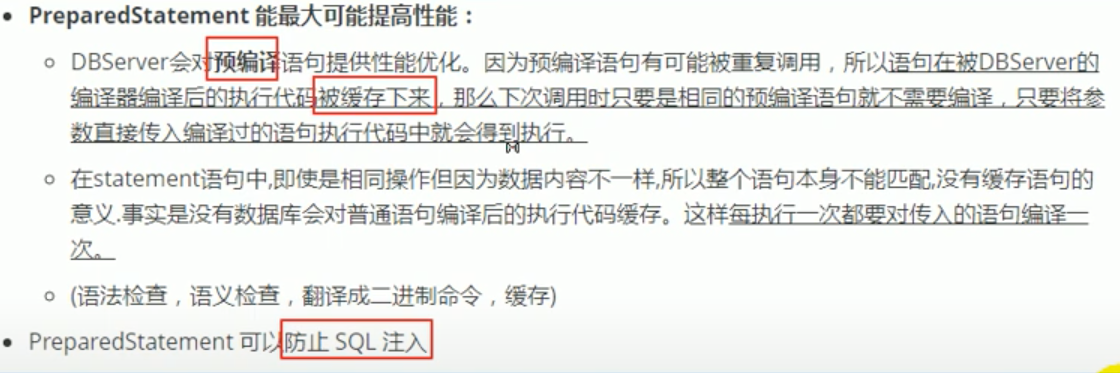 PreparedStatement 能最大可能提高性能：
DBServer会对预编译语句提供性能优化。因为预编译语句有可能被重复调用，所以语句在被DBServer的
编译器编译后的执行代码被缓存下来，那么下次调用时只要是相同的预编译语句就不需要编译，只要将参
数直接传入编译过的语句执行代码中就会得到执行。
在statement语句中,即使是相同操作但因为数据内容不一样,所以整个语句本身不能匹配,没有缓存语句的
意义.事实是没有数据库会对普通语句编译后的执行代码缓存。这样每执行一次都要对传入的语句编译一
次。
(语法检查，语义检查，翻译成二进制命令，缓存)
PreparedStatement 可以防止 SQL 注入